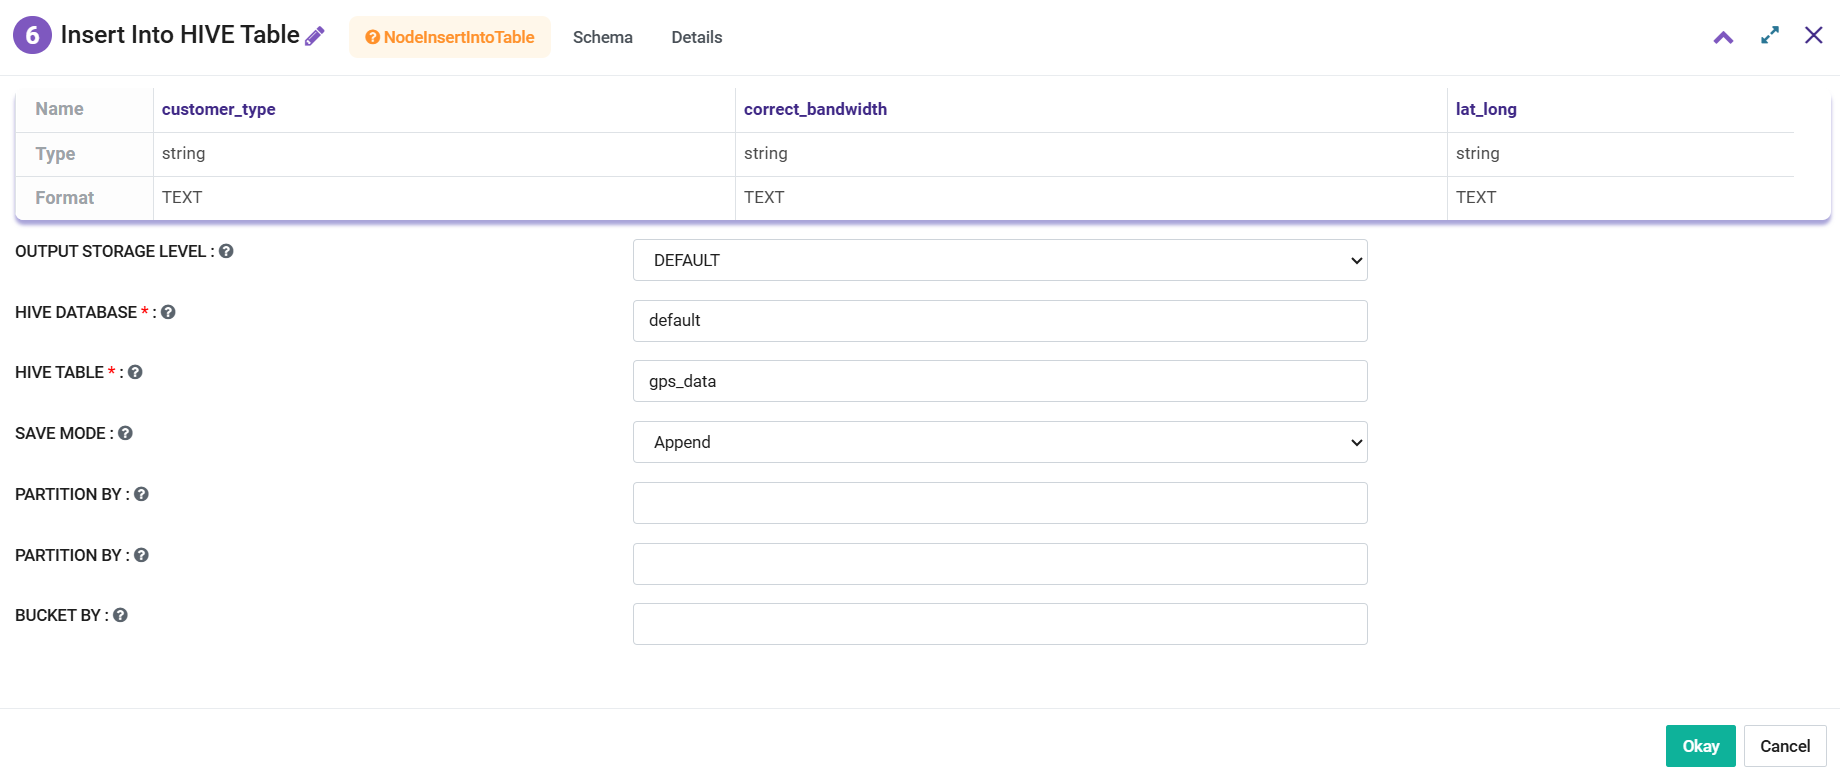 6 Insert Into HIVE Table NodeInsertIntoTable Schema Details
Name customer_type correct_bandwidth lat_long
Type string string string
Format TEXT TEXT TEXT
OUTPUT STORAGE LEVEL : DEFAULT
HIVE DATABASE * : default
HIVE TABLE * : gps_data
SAVE MODE : Append
PARTITION BY :
PARTITION BY :
BUCKET BY :
Okay Cancel